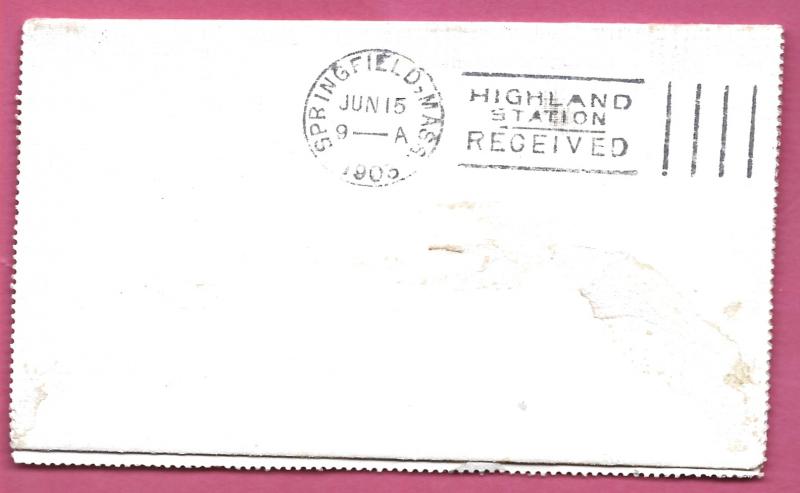 SPRINGFIELD, MASS.
JUN 15
9—A
1905
HIGHLAND
STATION
RECEIVED